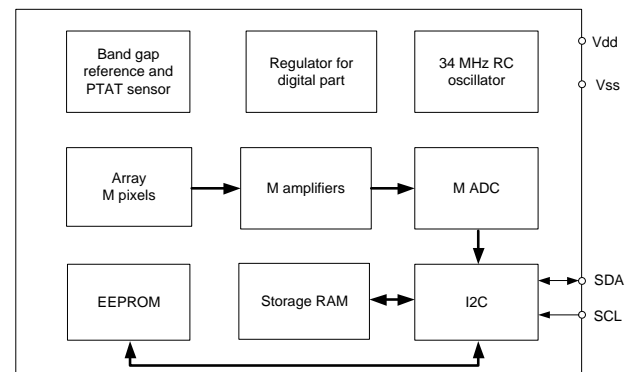 Band gap
reference and
PTAT sensor
Regulator for
digital part
34 MHz RC
oscillator
Vdd
Vss
Array
M pixels
M amplifiers
M ADC
EEPROM
Storage RAM
I2C
SDA
SCL